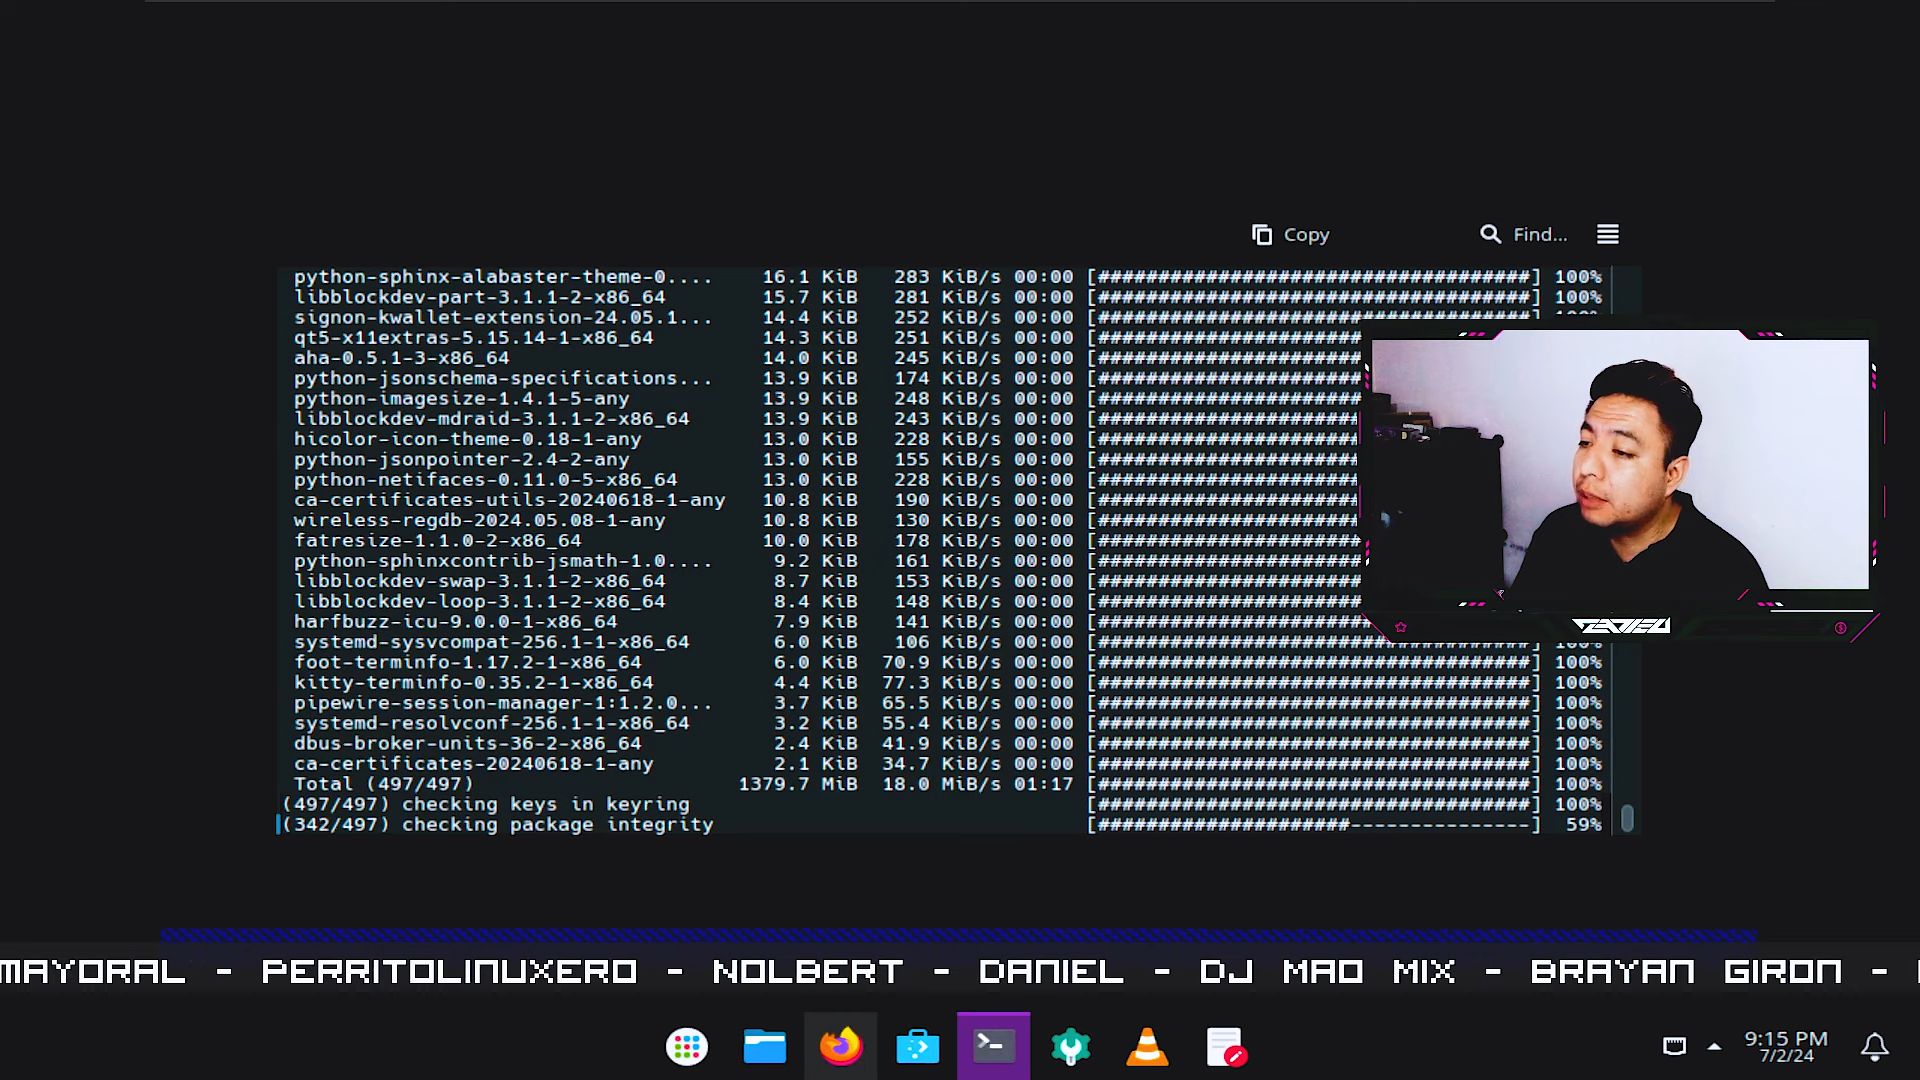 Copy Find...
python-sphinx-alabaster-theme-0.... 16.1 KiB 283 KiB/s 00:00 [####################################] 100%
libblockdev-part-3.1.1-2-x86_64 15.7 KiB 281 KiB/s 00:00 [####################################] 100%
signon-kwallet-extension-24.05.1... 14.4 KiB 252 KiB/s 00:00 [####################################] 100%
qt5-x11extras-5.15.14-1-x86_64 14.3 KiB 251 KiB/s 00:00 [######################
aha-0.5.1-3-x86_64 14.0 KiB 245 KiB/s 00:00 [######################
python-jsonschema-specifications... 13.9 KiB 174 KiB/s 00:00 [######################
python-imagesize-1.4.1-5-any 13.9 KiB 248 KiB/s 00:00 [######################
libblockdev-mdraid-3.1.1-2-x86_64 13.9 KiB 243 KiB/s 00:00 [######################
hicolor-icon-theme-0.18-1-any 13.0 KiB 228 KiB/s 00:00 [######################
python-jsonpointer-2.4-2-any 13.0 KiB 155 KiB/s 00:00 [######################
python-netifaces-0.11.0-5-x86_64 13.0 KiB 228 KiB/s 00:00 [######################
ca-certificates-utils-20240618-1-any 10.8 KiB 190 KiB/s 00:00 [######################
wireless-regdb-2024.05.08-1-any 10.8 KiB 130 KiB/s 00:00 [######################
fatresize-1.1.0-2-x86_64 10.0 KiB 178 KiB/s 00:00 [######################
python-sphinxcontrib-jsmath-1.0.... 9.2 KiB 161 KiB/s 00:00 [######################
libblockdev-swap-3.1.1-2-x86_64 8.7 KiB 153 KiB/s 00:00 [######################
libblockdev-loop-3.1.1-2-x86_64 8.4 KiB 148 KiB/s 00:00 [######################
harfbuzz-icu-9.0.0-1-x86_64 7.9 KiB 141 KiB/s 00:00 [######################
systemd-sysvcompat-256.1-1-x86_64 6.0 KiB 106 KiB/s 00:00 [####################################] 100%
foot-terminfo-1.17.2-1-x86_64 6.0 KiB 70.9 KiB/s 00:00 [####################################] 100%
kitty-terminfo-0.35.2-1-x86_64 4.4 KiB 77.3 KiB/s 00:00 [####################################] 100%
pipewire-session-manager-1:1.2.0... 3.7 KiB 65.5 KiB/s 00:00 [####################################] 100%
systemd-resolvconf-256.1-1-x86_64 3.2 KiB 55.4 KiB/s 00:00 [####################################] 100%
dbus-broker-units-36-2-x86_64 2.4 KiB 41.9 KiB/s 00:00 [####################################] 100%
ca-certificates-20240618-1-any 2.1 KiB 34.7 KiB/s 00:00 [####################################] 100%
Total (497/497) 1379.7 MiB 18.0 MiB/s 01:17 [####################################] 100%
(497/497) checking keys in keyring [####################################] 100%
(342/497) checking package integrity [#####################---------------] 59%
MAYORAL - PERRITOLINUXERO - NOLBERT - DANIEL - DJ MAO MIX - BRAYAN GIRON -
9:15 PM
7/2/24